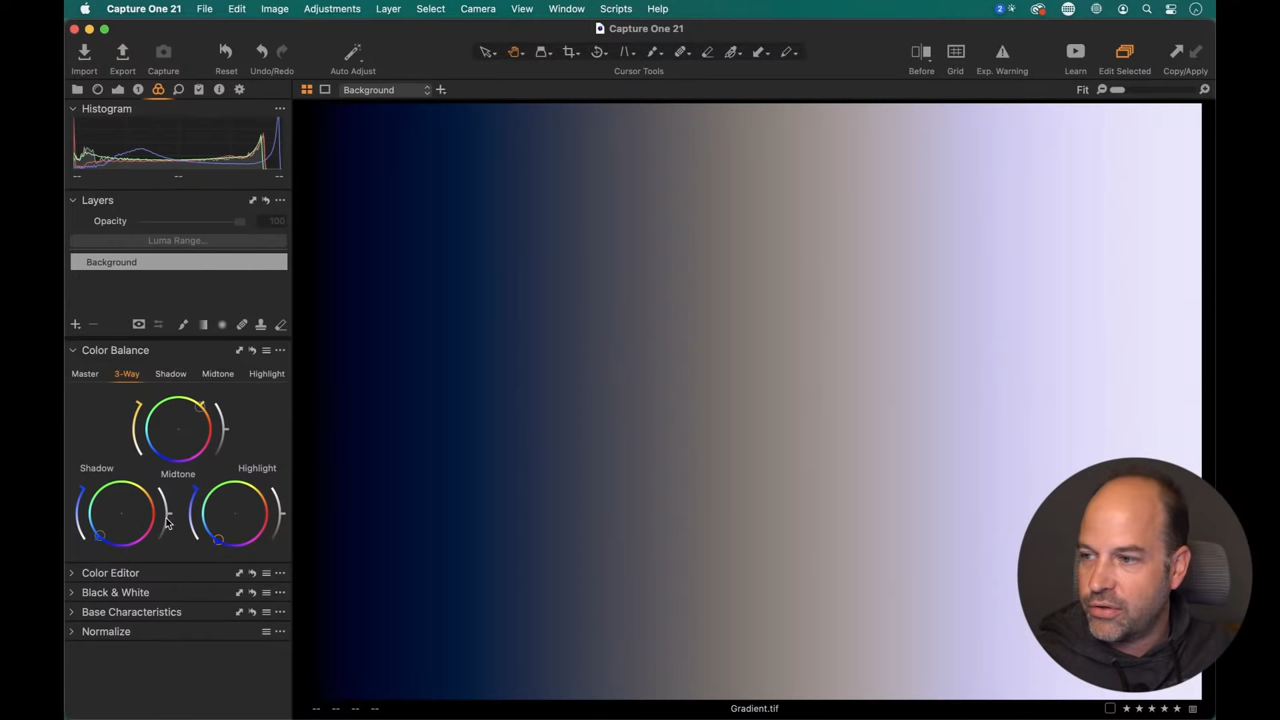 Capture One 21 File Edit Image Adjustments Layer Select Camera View Window Scripts Help 2
Capture One 21
Import Export Capture Reset Undo/Redo Auto Adjust Cursor Tools Before Grid Exp. Warning Learn Edit Selected Copy/Apply
Background Fit
Histogram
-- -- --
Layers
Opacity 100
Luma Range...
Background
Color Balance
Master 3-Way Shadow Midtone Highlight
Shadow Midtone Highlight
Color Editor
Black & White
Base Characteristics
Normalize
-- -- -- -- Gradient.tif